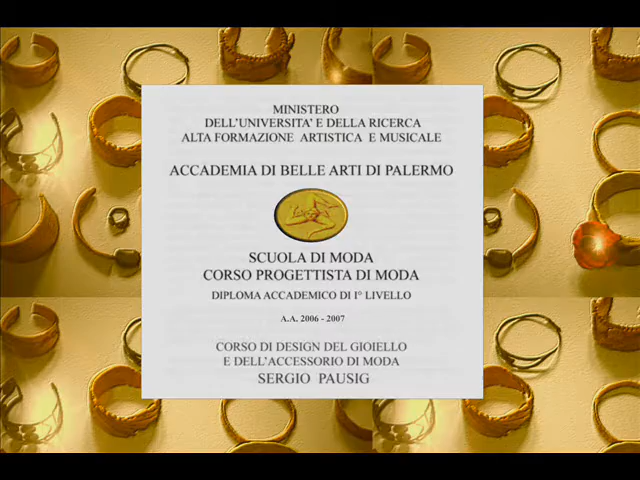 MINISTERO
DELL'UNIVERSITA' E DELLA RICERCA
ALTA FORMAZIONE ARTISTICA E MUSICALE
ACCADEMIA DI BELLE ARTI DI PALERMO
SCUOLA DI MODA
CORSO PROGETTISTA DI MODA
DIPLOMA ACCADEMICO DI I° LIVELLO
A.A. 2006 - 2007
CORSO DI DESIGN DEL GIOIELLO
E DELL'ACCESSORIO DI MODA
SERGIO PAUSIG